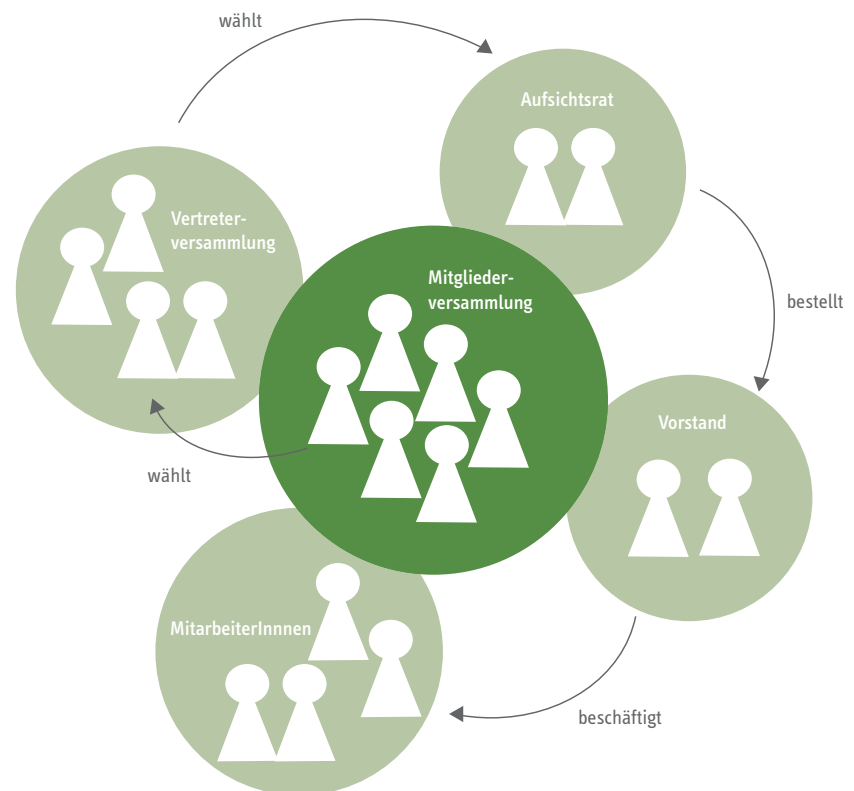 wählt
Aufsichtsrat
Vertreter-
versammlung
Mitglieder-
versammlung
bestellt
Vorstand
wählt
MitarbeiterInnnen
beschäftigt